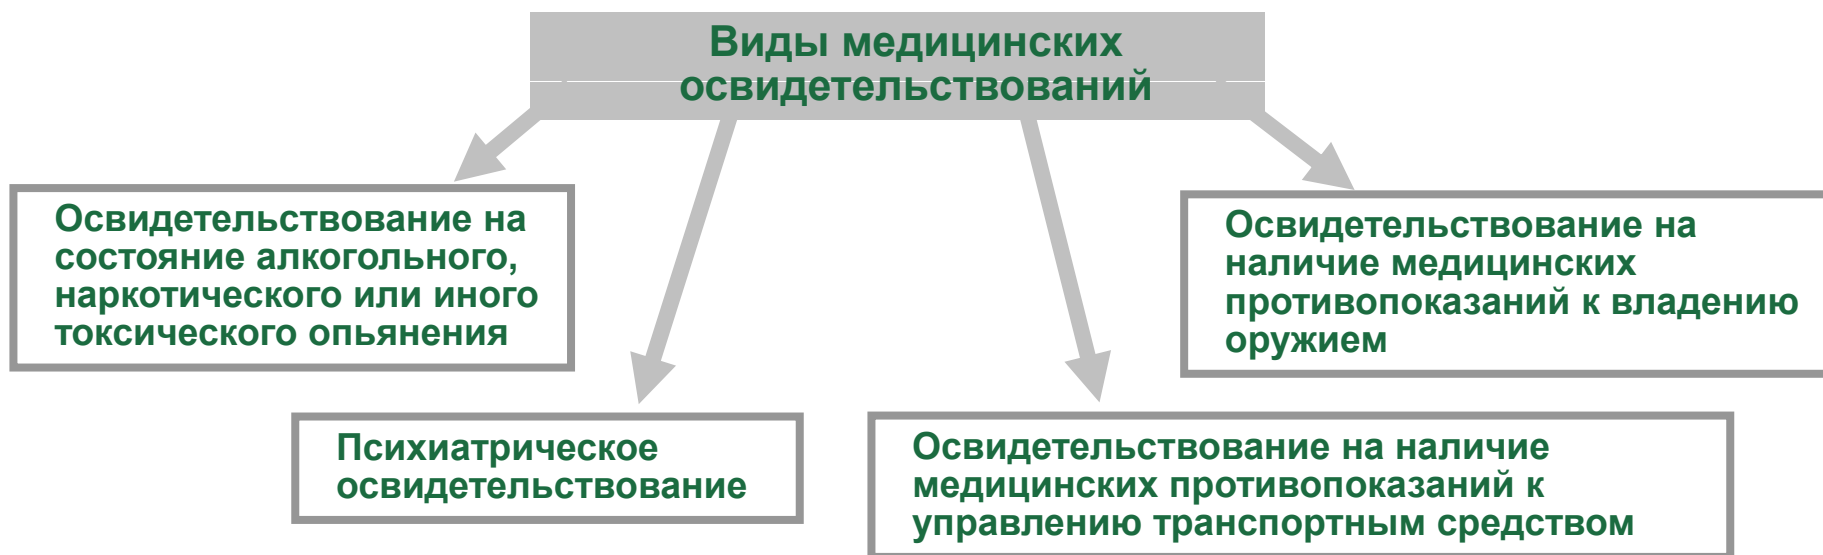 Виды медицинских
освидетельствований
Освидетельствование на
состояние алкогольного,
наркотического или иного
токсического опьянения
Освидетельствование на
наличие медицинских
противопоказаний к владению
оружием
Психиатрическое
освидетельствование
Освидетельствование на наличие
медицинских противопоказаний к
управлению транспортным средством